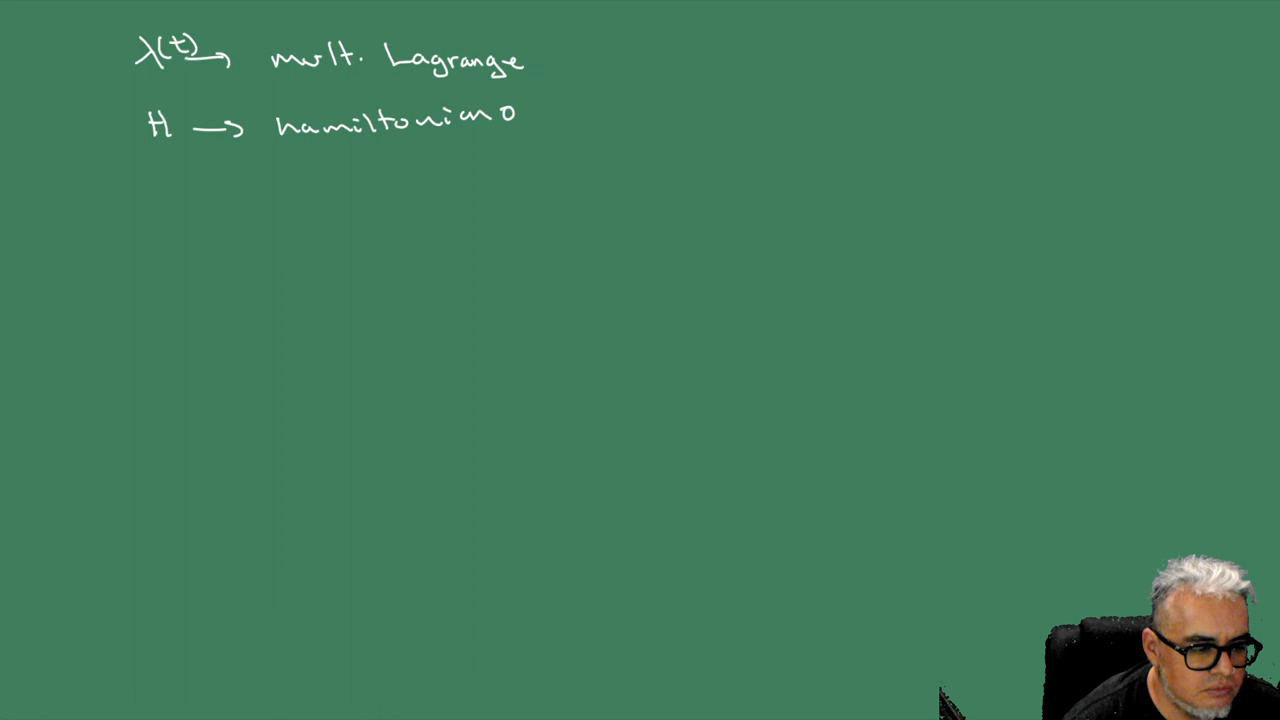 λ(t) → mult. Lagrange
H → hamiltoniano